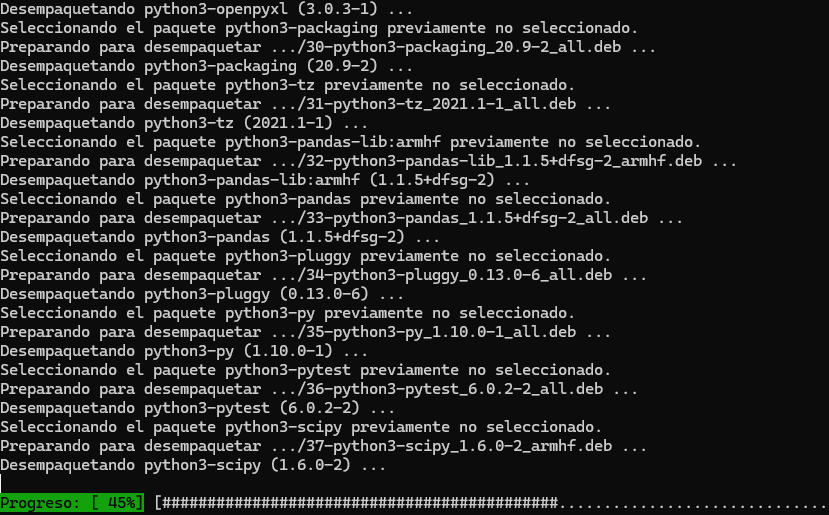 Desempaquetando python3-openpyxl (3.0.3-1) ...
Seleccionando el paquete python3-packaging previamente no seleccionado.
Preparando para desempaquetar .../30-python3-packaging_20.9-2_all.deb ...
Desempaquetando python3-packaging (20.9-2) ...
Seleccionando el paquete python3-tz previamente no seleccionado.
Preparando para desempaquetar .../31-python3-tz_2021.1-1_all.deb ...
Desempaquetando python3-tz (2021.1-1) ...
Seleccionando el paquete python3-pandas-lib:armhf previamente no seleccionado.
Preparando para desempaquetar .../32-python3-pandas-lib_1.1.5+dfsg-2_armhf.deb ...
Desempaquetando python3-pandas-lib:armhf (1.1.5+dfsg-2) ...
Seleccionando el paquete python3-pandas previamente no seleccionado.
Preparando para desempaquetar .../33-python3-pandas_1.1.5+dfsg-2_all.deb ...
Desempaquetando python3-pandas (1.1.5+dfsg-2) ...
Seleccionando el paquete python3-pluggy previamente no seleccionado.
Preparando para desempaquetar .../34-python3-pluggy_0.13.0-6_all.deb ...
Desempaquetando python3-pluggy (0.13.0-6) ...
Seleccionando el paquete python3-py previamente no seleccionado.
Preparando para desempaquetar .../35-python3-py_1.10.0-1_all.deb ...
Desempaquetando python3-py (1.10.0-1) ...
Seleccionando el paquete python3-pytest previamente no seleccionado.
Preparando para desempaquetar .../36-python3-pytest_6.0.2-2_all.deb ...
Desempaquetando python3-pytest (6.0.2-2) ...
Seleccionando el paquete python3-scipy previamente no seleccionado.
Preparando para desempaquetar .../37-python3-scipy_1.6.0-2_armhf.deb ...
Desempaquetando python3-scipy (1.6.0-2) ...
Progreso: [ 45%] [############################################..............................